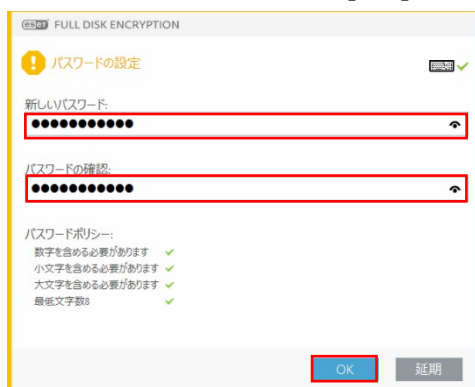 eset FULL DISK ENCRYPTION
パスワードの設定
新しいパスワード:
●●●●●●●●●●●
パスワードの確認:
●●●●●●●●●●●
パスワードポリシー:
数字を含める必要があります ✓
小文字を含める必要があります ✓
大文字を含める必要があります ✓
最低文字数8 ✓
OK 延期